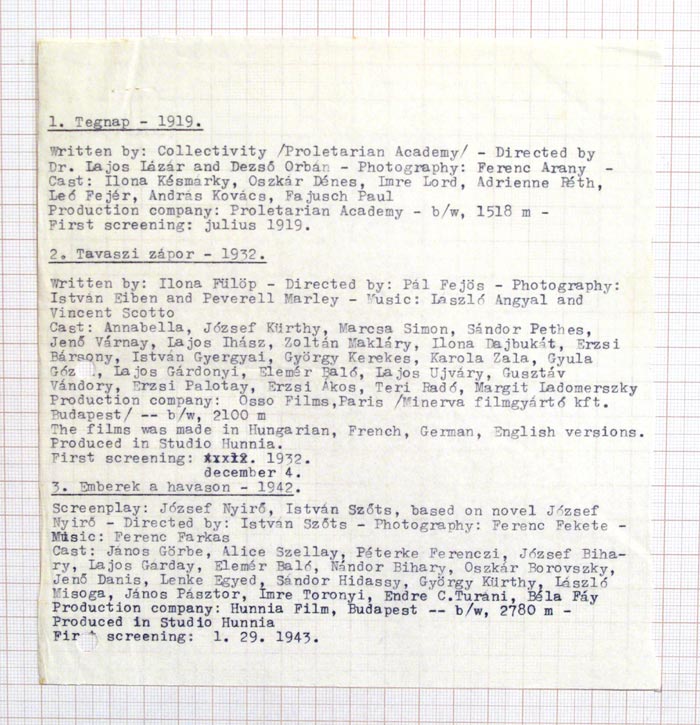 1. Tegnap - 1919.
Written by: Collectivity /Proletarian Academy/ - Directed by
Dr. Lajos Lázár and Dezső Orbán - Photography: Ferenc Arany -
Cast: Ilona Késmárky, Oszkár Dénes, Imre Lord, Adrienne Réth,
Leó Fejér, András Kovács, Fajusch Paul
Production company: Proletarian Academy - b/w, 1518 m -
First screening: julius 1919.
2. Tavaszi zápor - 1932.
Written by: Ilona Fülöp - Directed by: Pál Fejös - Photography:
István Eiben and Peverell Marley - Music: László Angyal and
Vincent Scotto
Cast: Annabella, József Kürthy, Marcsa Simon, Sándor Pethes,
Jenő Várnay, Lajos Ihász, Zoltán Makláry, Ilona Dajbukát, Erzsi
Bársony, István Gyergyai, György Kerekes, Karola Zala, Gyula
Lajos Gárdonyi, Elemér Baló, Lajos Ujváry, Gusztáv
Vándory, Erzsi Palotay, Erzsi Ákos, Teri Radó, Margit Ladomerszky
Production company: Osso Films,Paris /Minerva filmgyártó kft.
Budapest/ -- b/w, 2100 m
The films was made in Hungarian, French, German, English versions.
Produced in Studio Hunnia.
First screening: 1932.
december 4.
3. Emberek a havason - 1942.
Screenplay: József Nyirő, István Szőts, based on novel József
Nyirő - Directed by: István Szőts - Photography: Ferenc Fekete -
Music: Ferenc Farkas
Cast: János Görbe, Alice Szellay, Péterke Ferenczi, József Biha-
ry, Lajos Garday, Elemér Baló, Nándor Bihary, Oszkár Borovszky,
Jenő Danis, Lenke Egyed, Sándor Hidassy, György Kürthy, László
Misoga, János Pásztor, Imre Toronyi, Endre C.Turáni, Béla Fáy
Production company: Hunnia Film, Budapest -- b/w, 2780 m -
Produced in Studio Hunnia
First screening: 1. 29. 1943.